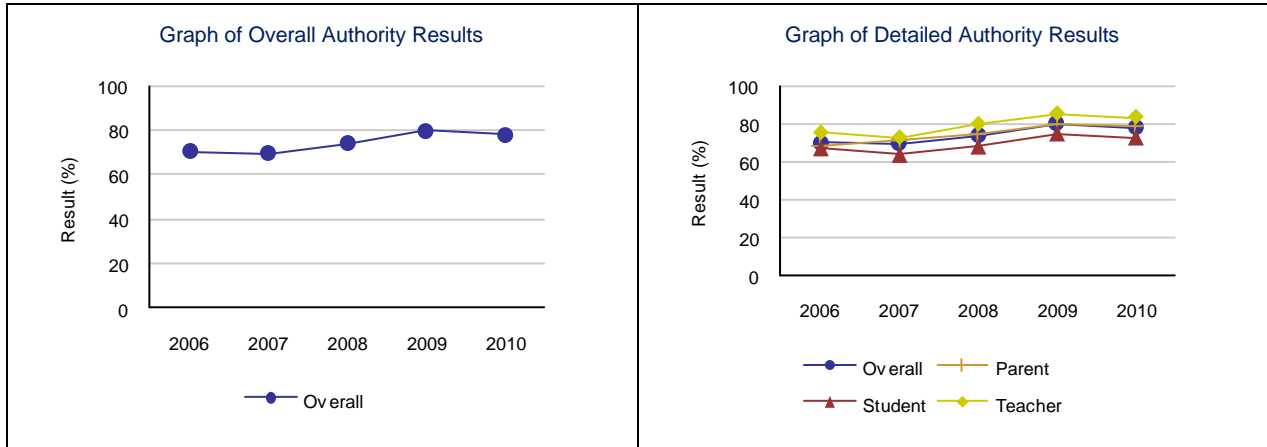 Graph of Overall Authority Results
100
80
60
40
20
0
Result (%)
2006 2007 2008 2009 2010
Ov erall
Graph of Detailed Authority Results
100
80
60
40
20
0
Result (%)
2006 2007 2008 2009 2010
Ov erall Parent
Student Teacher